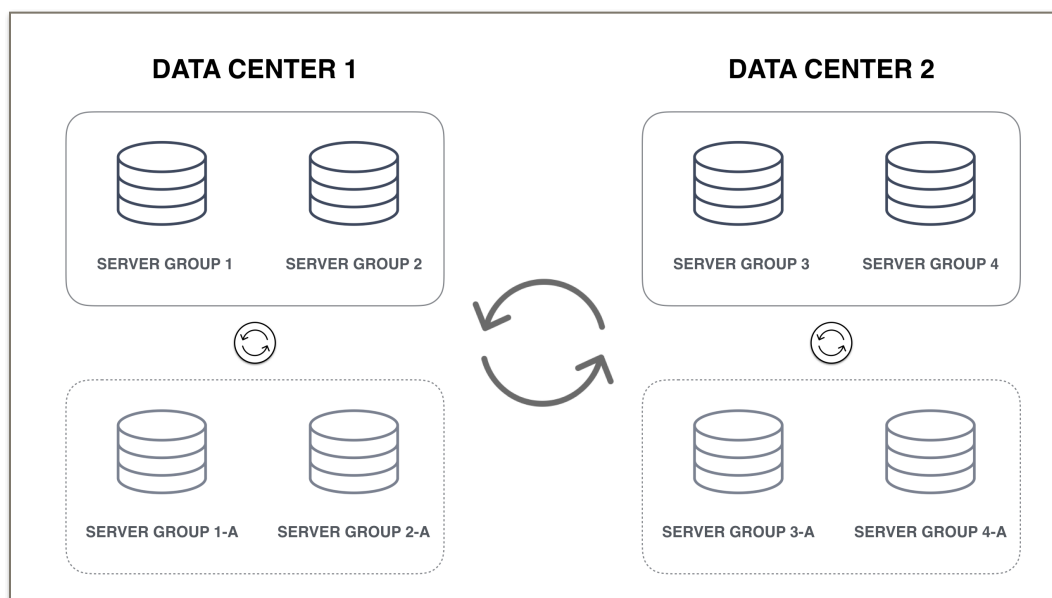 DATA CENTER 1
DATA CENTER 2
SERVER GROUP 1
SERVER GROUP 2
SERVER GROUP 3
SERVER GROUP 4
SERVER GROUP 1-A
SERVER GROUP 2-A
SERVER GROUP 3-A
SERVER GROUP 4-A